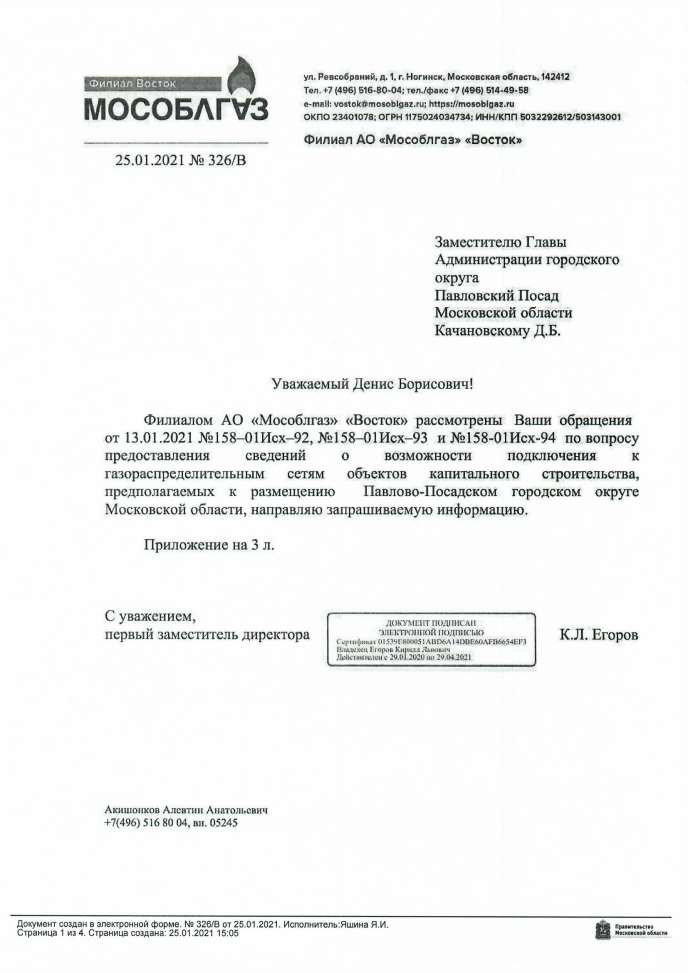 Филиал Восток
МОСОБЛГАЗ
ул. Ревсобраний, д. 1, г. Ногинск, Московская область, 142412
Тел. +7 (496) 516-80-04; тел./факс +7 (496) 514-49-58
e-mail: vostok@mosoblgaz.ru; https://mosoblgaz.ru
ОКПО 23401078; ОГРН 1175024034734; ИНН/КПП 5032292612/503143001
Филиал АО «Мособлгаз» «Восток»
25.01.2021 № 326/В
Заместителю Главы
Администрации городского
округа
Павловский Посад
Московской области
Качановскому Д.Б.
Уважаемый Денис Борисович!
Филиалом АО «Мособлгаз» «Восток» рассмотрены Ваши обращения
от 13.01.2021 №158–01Исх–92, №158–01Исх–93 и №158-01Исх-94 по вопросу
предоставления сведений о возможности подключения к
газораспределительным сетям объектов капитального строительства,
предполагаемых к размещению Павлово-Посадском городском округе
Московской области, направляю запрашиваемую информацию.
Приложение на 3 л.
С уважением,
первый заместитель директора
ДОКУМЕНТ ПОДПИСАН
ЭЛЕКТРОННОЙ ПОДПИСЬЮ
Сертификат 01539E800051ABD6A14DBE60AFB6654EF3
Владелец Егоров Кирилл Львович
Действителен с 29.01.2020 по 29.04.2021
К.Л. Егоров
Акишонков Алевтин Анатольевич
+7(496) 516 80 04, вн. 05245
Документ создан в электронной форме. № 326/В от 25.01.2021. Исполнитель:Яшина Я.И.
Страница 1 из 4. Страница создана: 25.01.2021 15:05
Правительство
Московской области